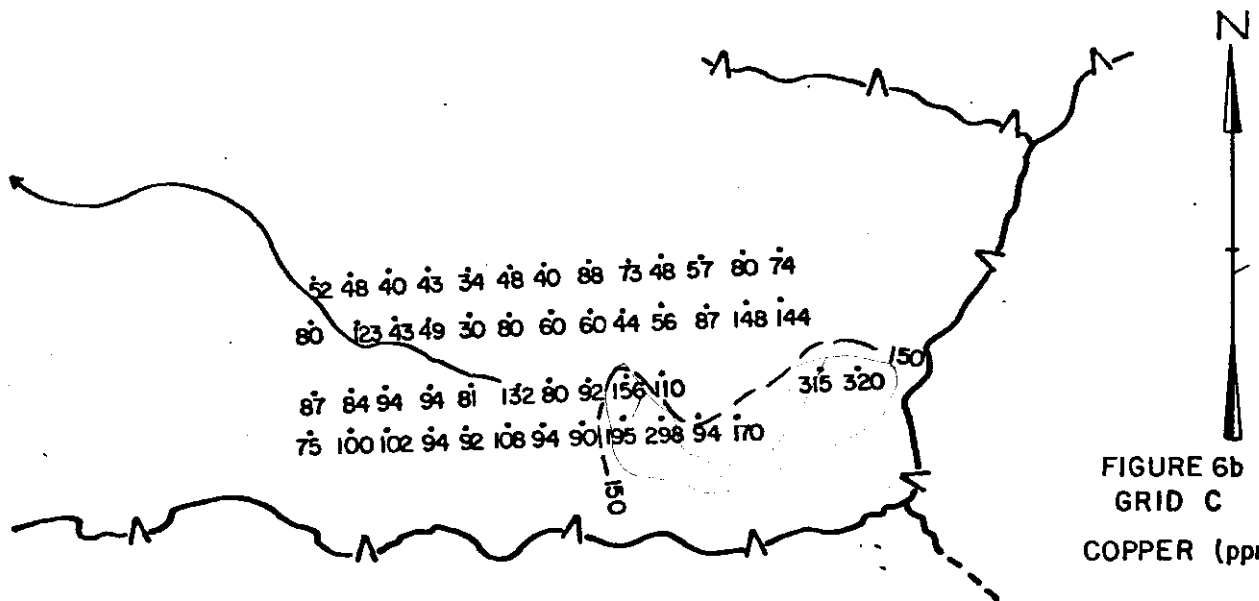 N
52 48 40 43 34 48 40 88 73 48 57 80 74
80 123 43 49 30 80 60 60 44 56 87 148 144
150
87 84 94 94 81 132 80 92 156 110 315 320
75 100 102 94 92 108 94 90 195 298 94 170
150
FIGURE 6b
GRID C
COPPER (ppm